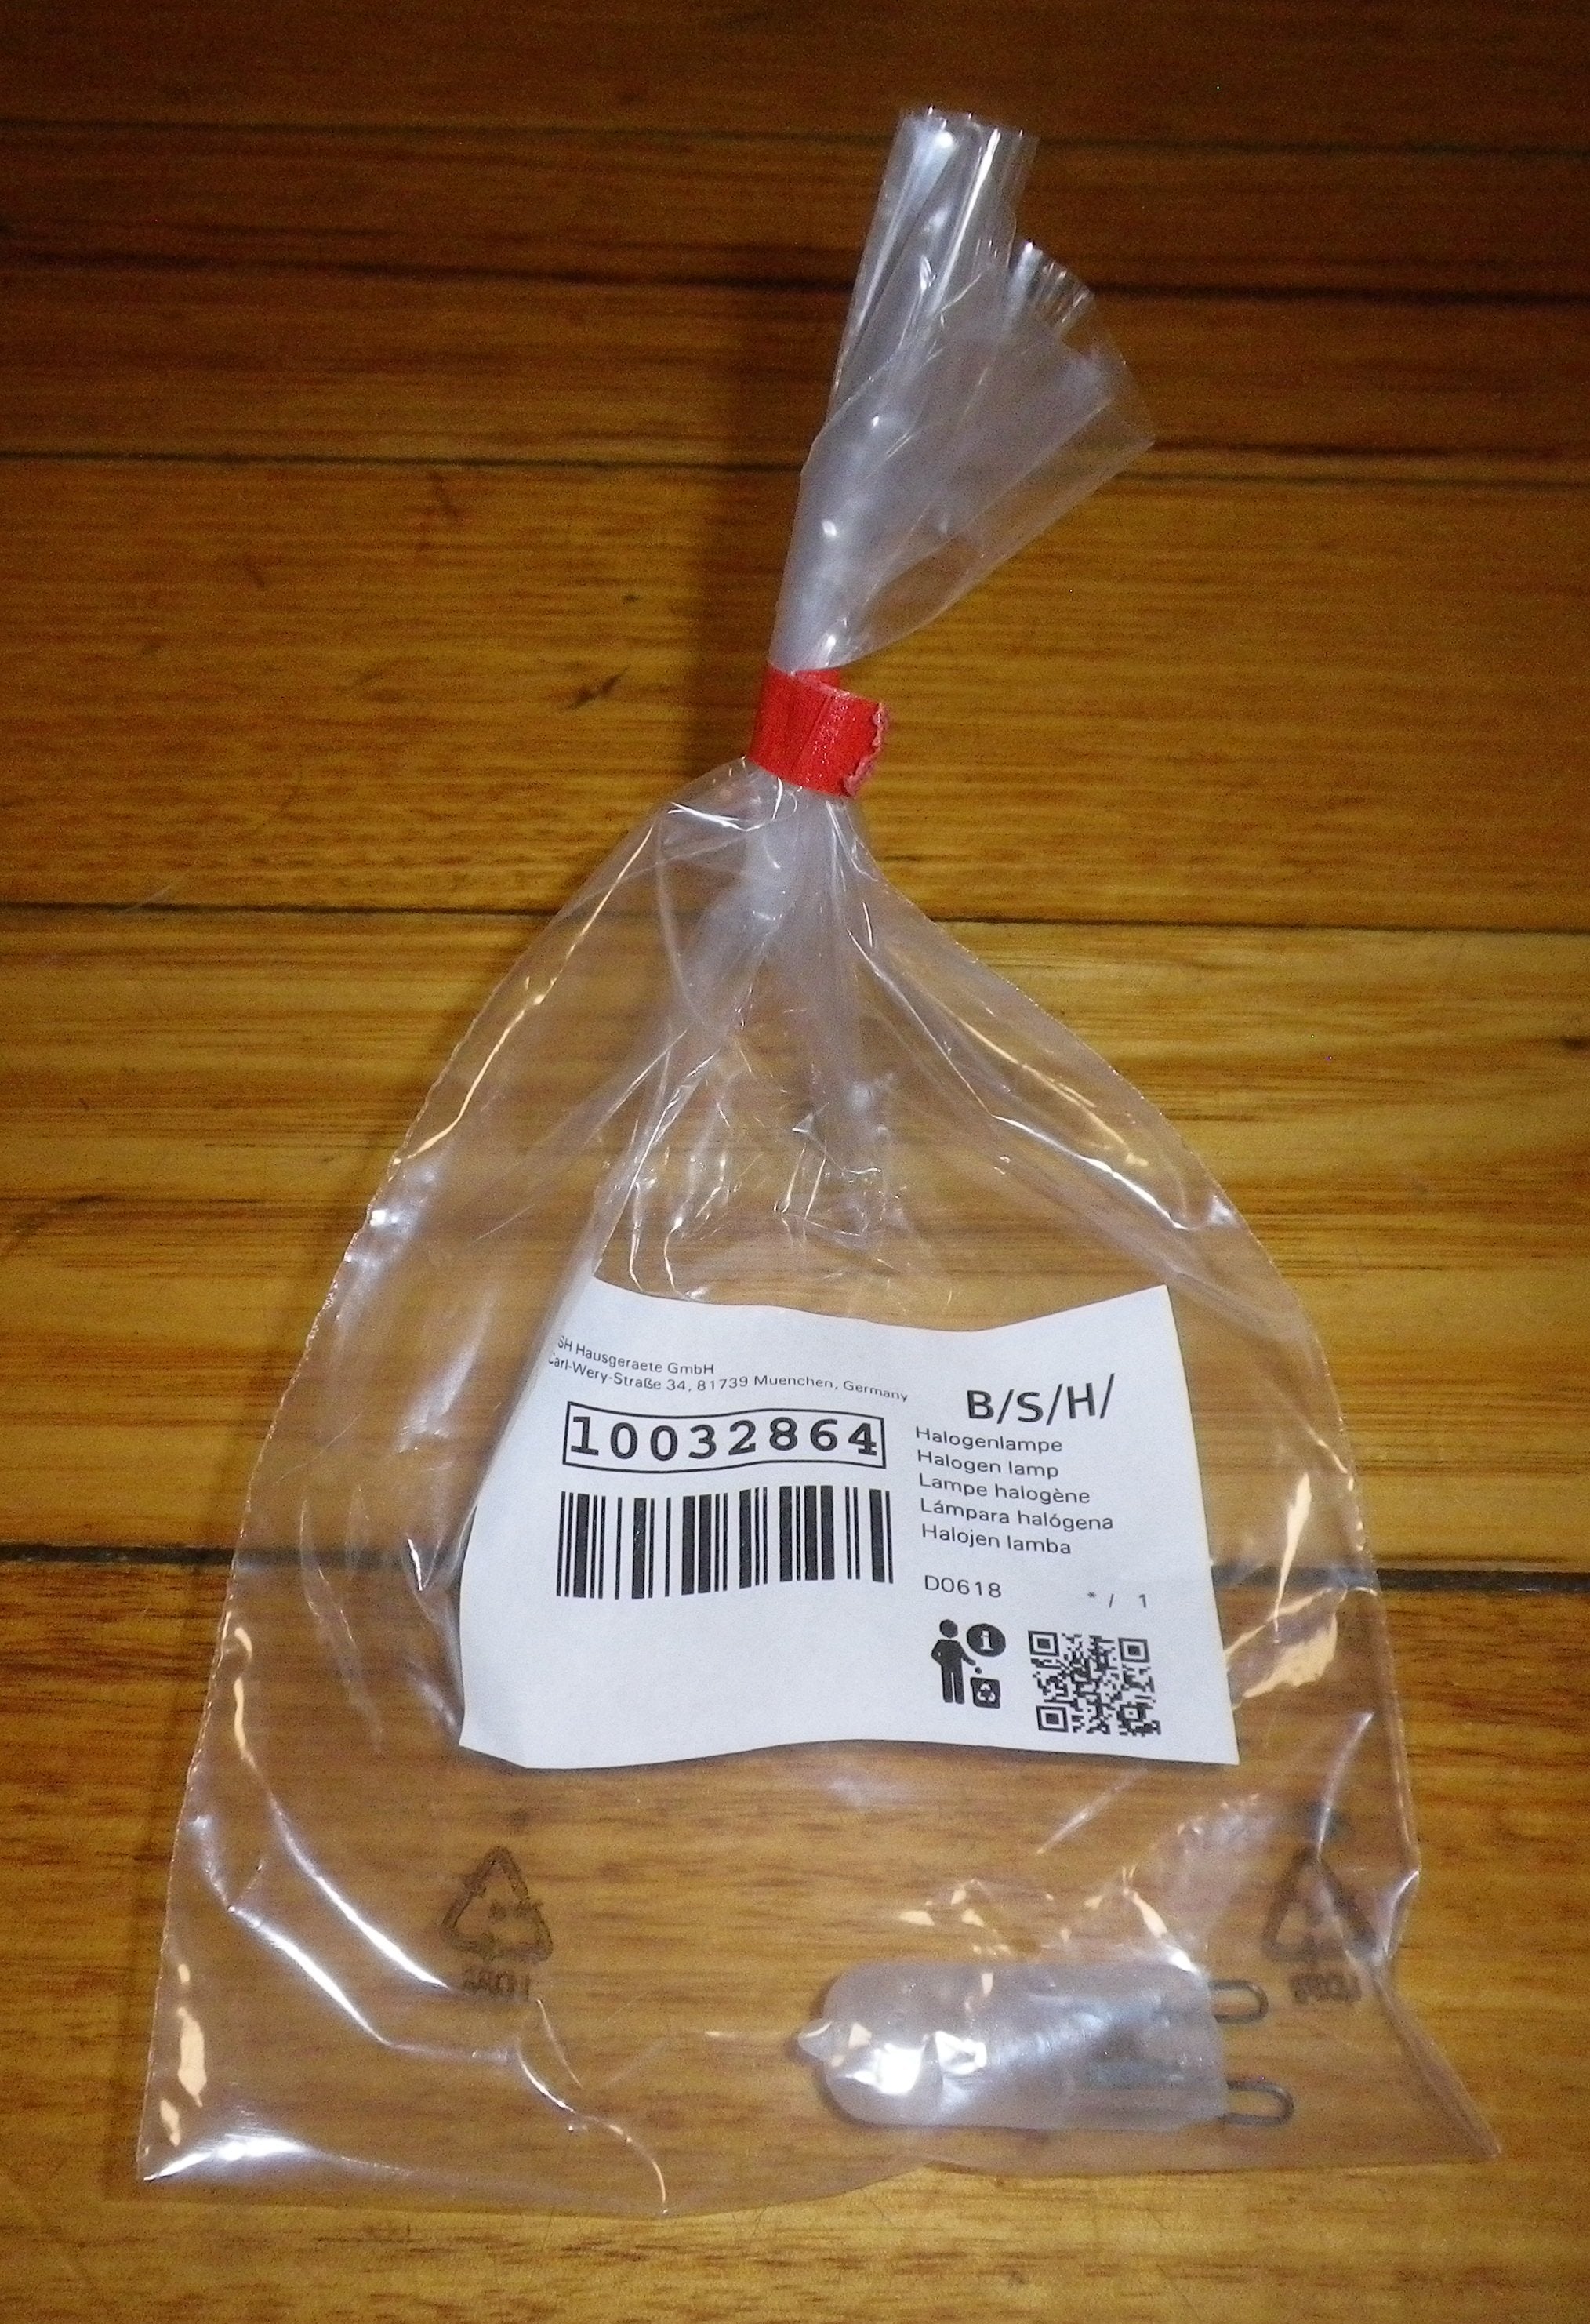 SH Hausgeraete GmbH
Carl-Wery-Straße 34, 81739 Muenchen, Germany
B/S/H/
10032864
Halogenlampe
Halogen lamp
Lampe halogène
Lámpara halógena
Halojen lamba
D0618 * / 1